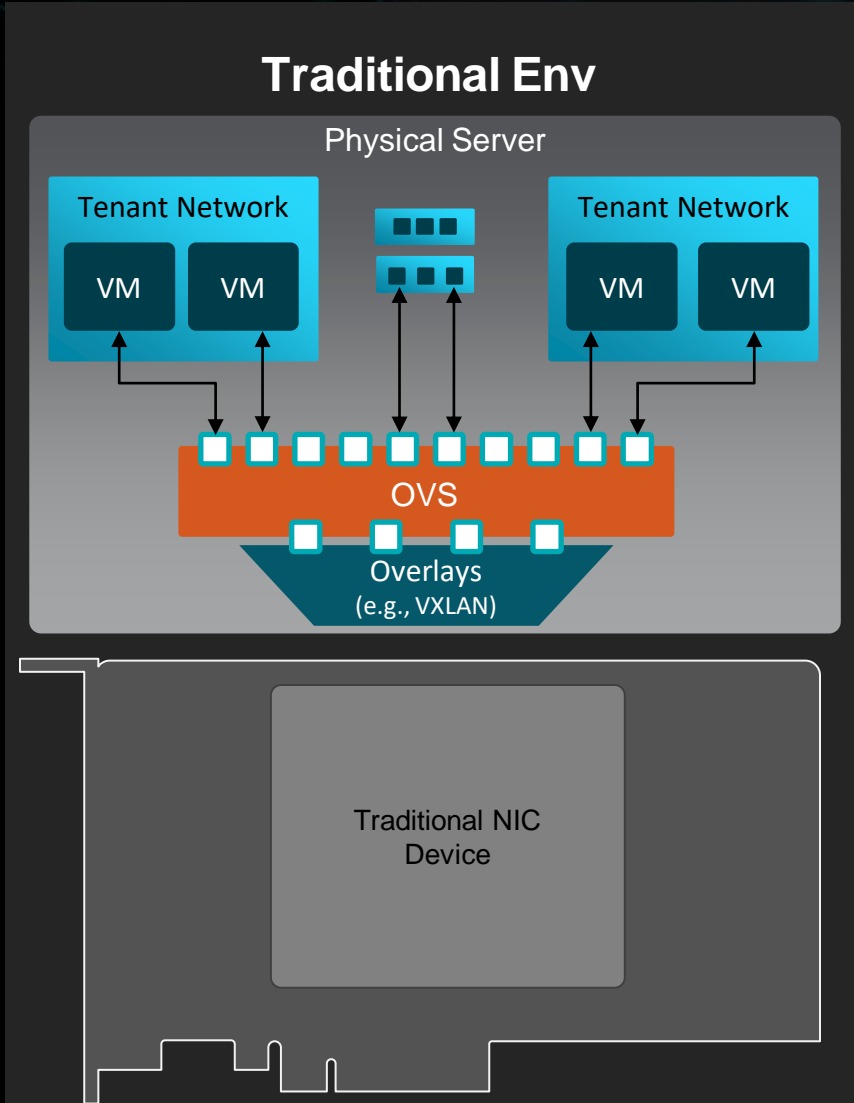 Traditional Env
Physical Server
Tenant Network
VM VM
Tenant Network
VM VM
OVS
Overlays
(e.g., VXLAN)
Traditional NIC
Device